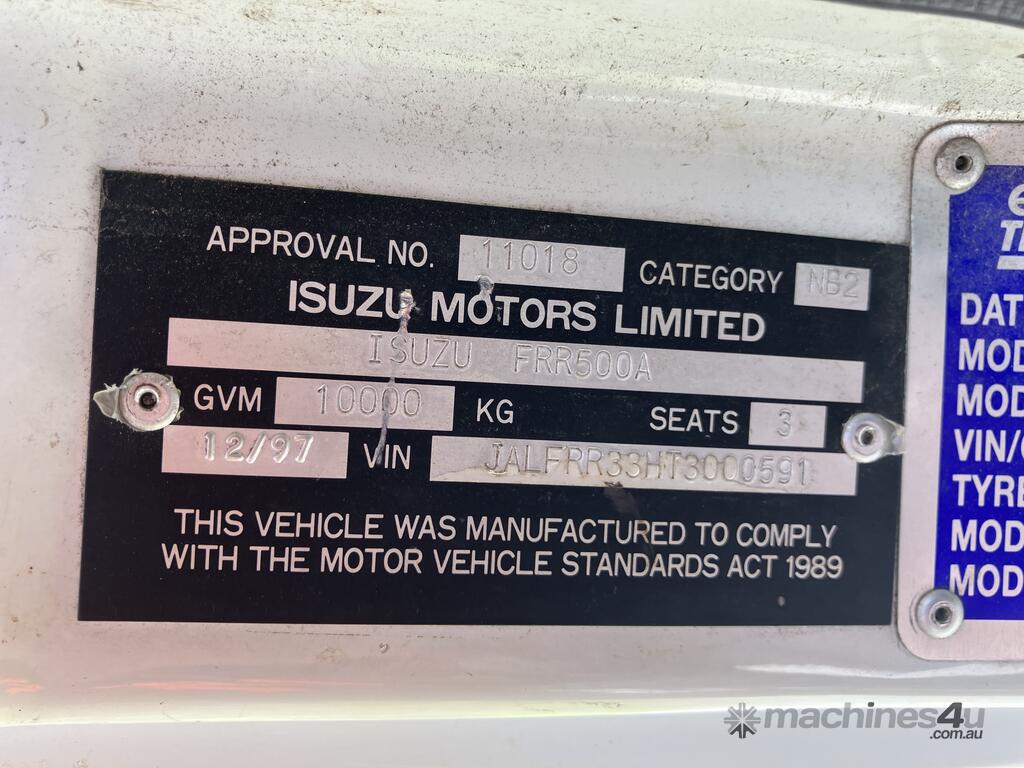 APPROVAL NO. 11018 CATEGORY NB2
ISUZU MOTORS LIMITED
ISUZU FRR500A
GVM 10000 KG SEATS 3
12/97 VIN JALFRR33HT3000591
THIS VEHICLE WAS MANUFACTURED TO COMPLY
WITH THE MOTOR VEHICLE STANDARDS ACT 1989
DAT
MOD
MOD
VIN/
TYRE
MOD
MOD
machines4u
.com.au